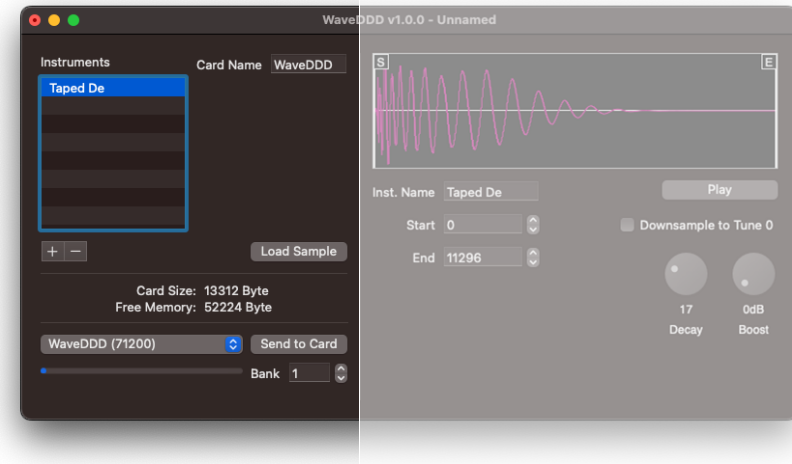 WaveDDD v1.0.0 - Unnamed
Instruments
Card Name WaveDDD
Taped De
+ −
Load Sample
Card Size: 13312 Byte
Free Memory: 52224 Byte
WaveDDD (71200)
Send to Card
Bank 1
S
E
Inst. Name Taped De
Play
Start 0
Downsample to Tune 0
End 11296
17
0dB
Decay
Boost